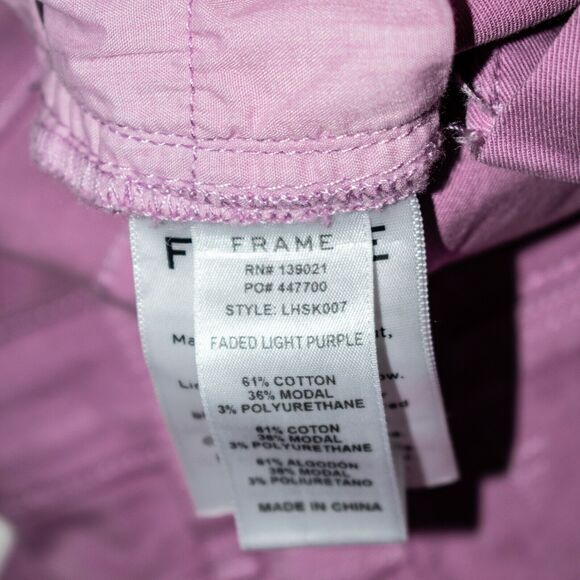 FRAME
RN# 139021
PO# 447700
STYLE: LHSK007
FADED LIGHT PURPLE
61% COTTON
36% MODAL
3% POLYURETHANE
61% COTON
36% MODAL
3% POLYURETHANE
61% ALGODÓN
36% MODAL
3% POLIURETANO
MADE IN CHINA